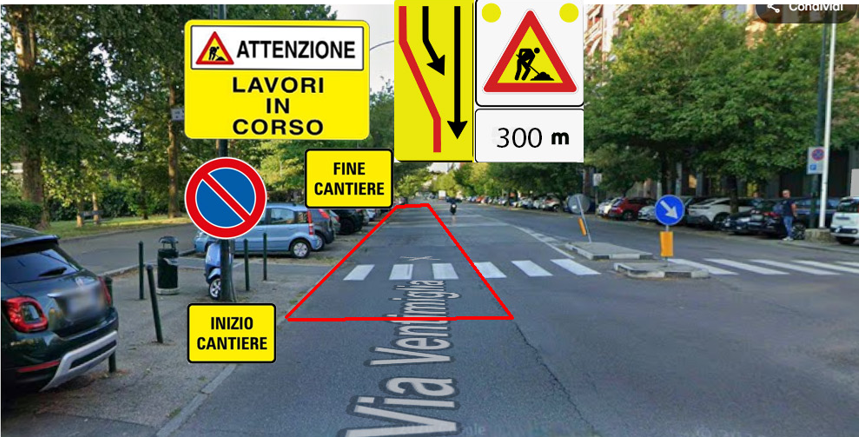 Condividi
ATTENZIONE
LAVORI
IN
CORSO
300 m
FINE
CANTIERE
INIZIO
CANTIERE
Via Ventimiglia